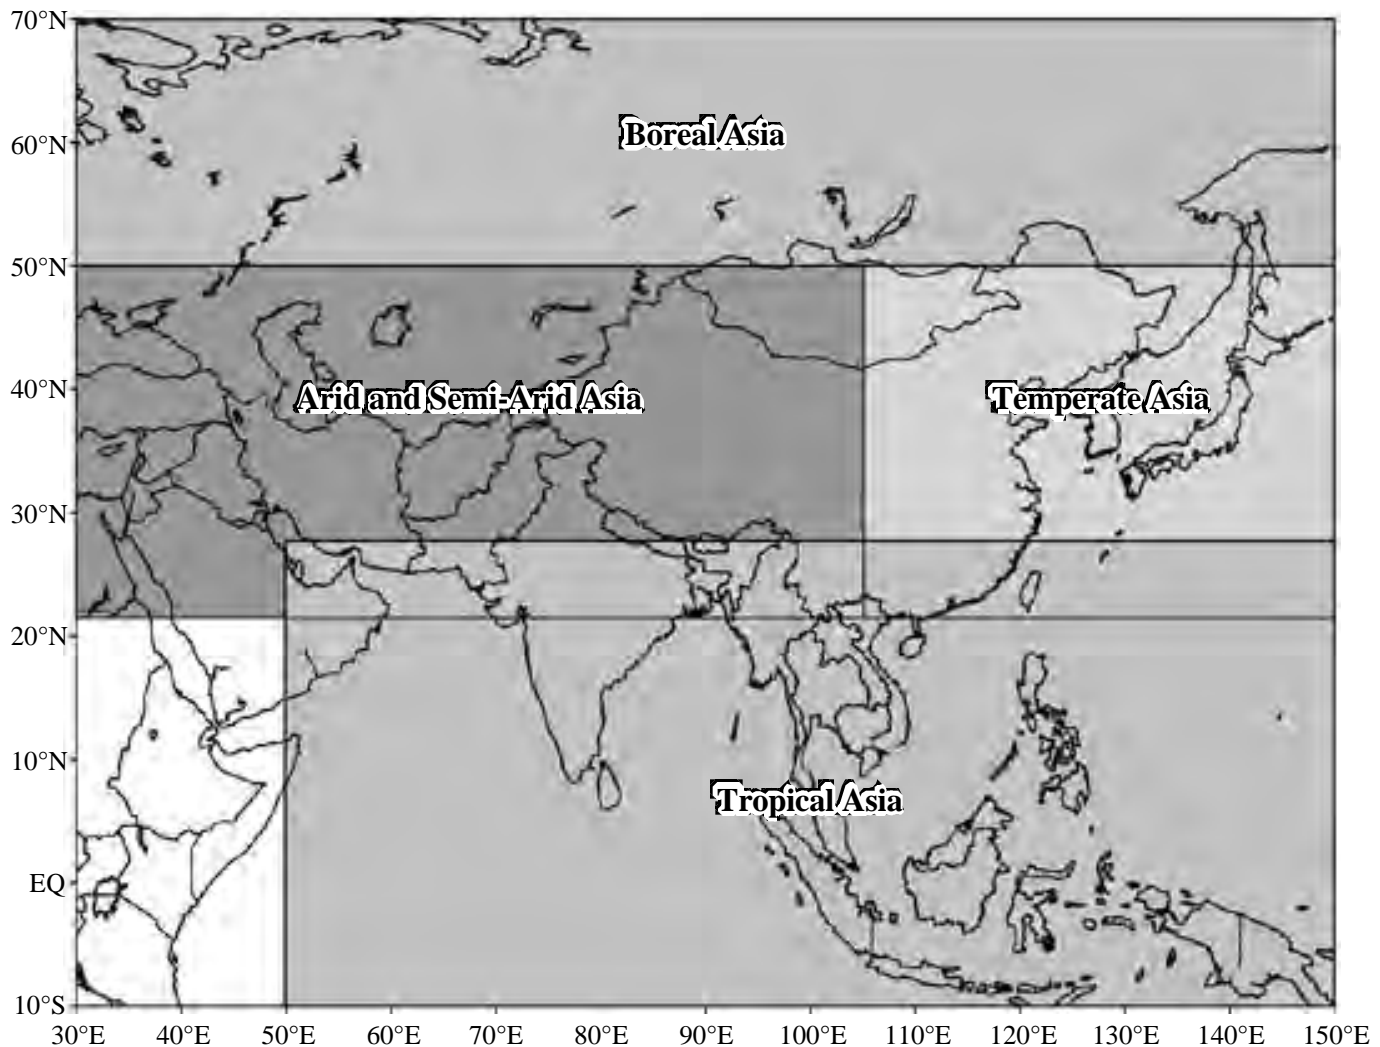 70°N
Boreal Asia
60°N
50°N
40°N
Arid and Semi-Arid Asia
Temperate Asia
30°N
20°N
10°N
Tropical Asia
EQ
10°S
30°E 40°E 50°E 60°E 70°E 80°E 90°E 100°E 110°E 120°E 130°E 140°E 150°E